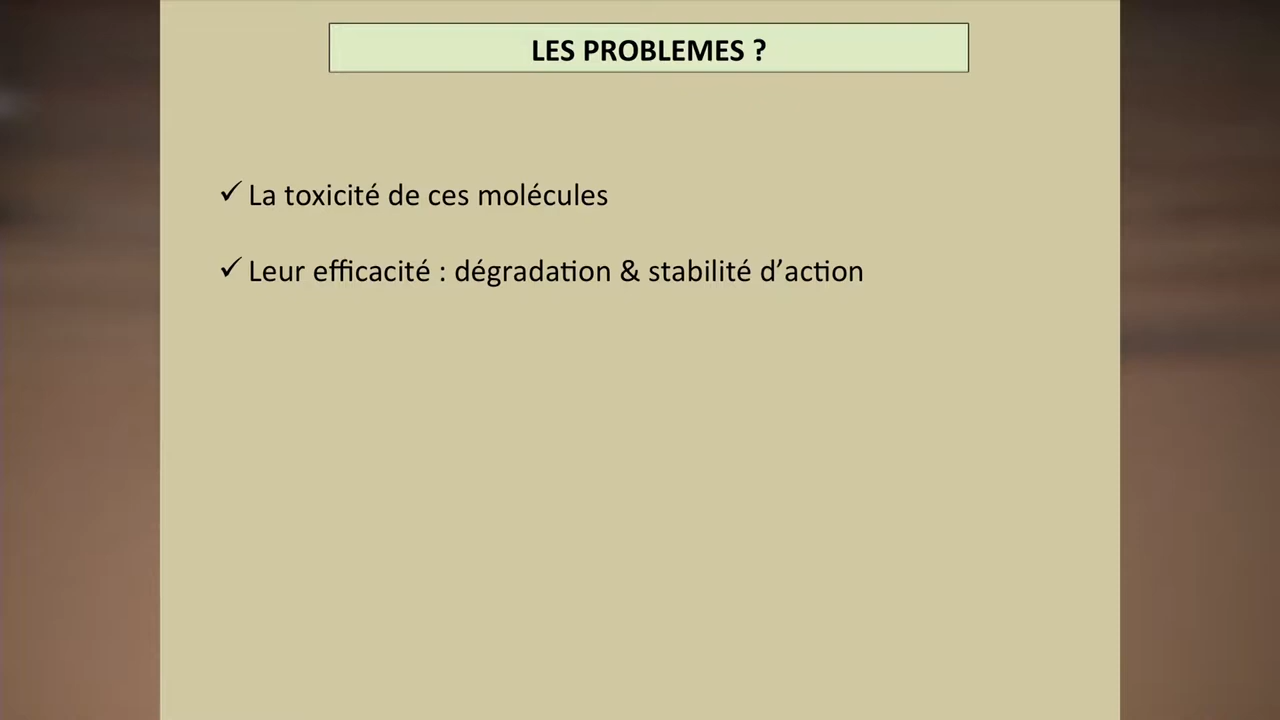 LES PROBLEMES ?
✓ La toxicité de ces molécules
✓ Leur efficacité : dégradation & stabilité d’action